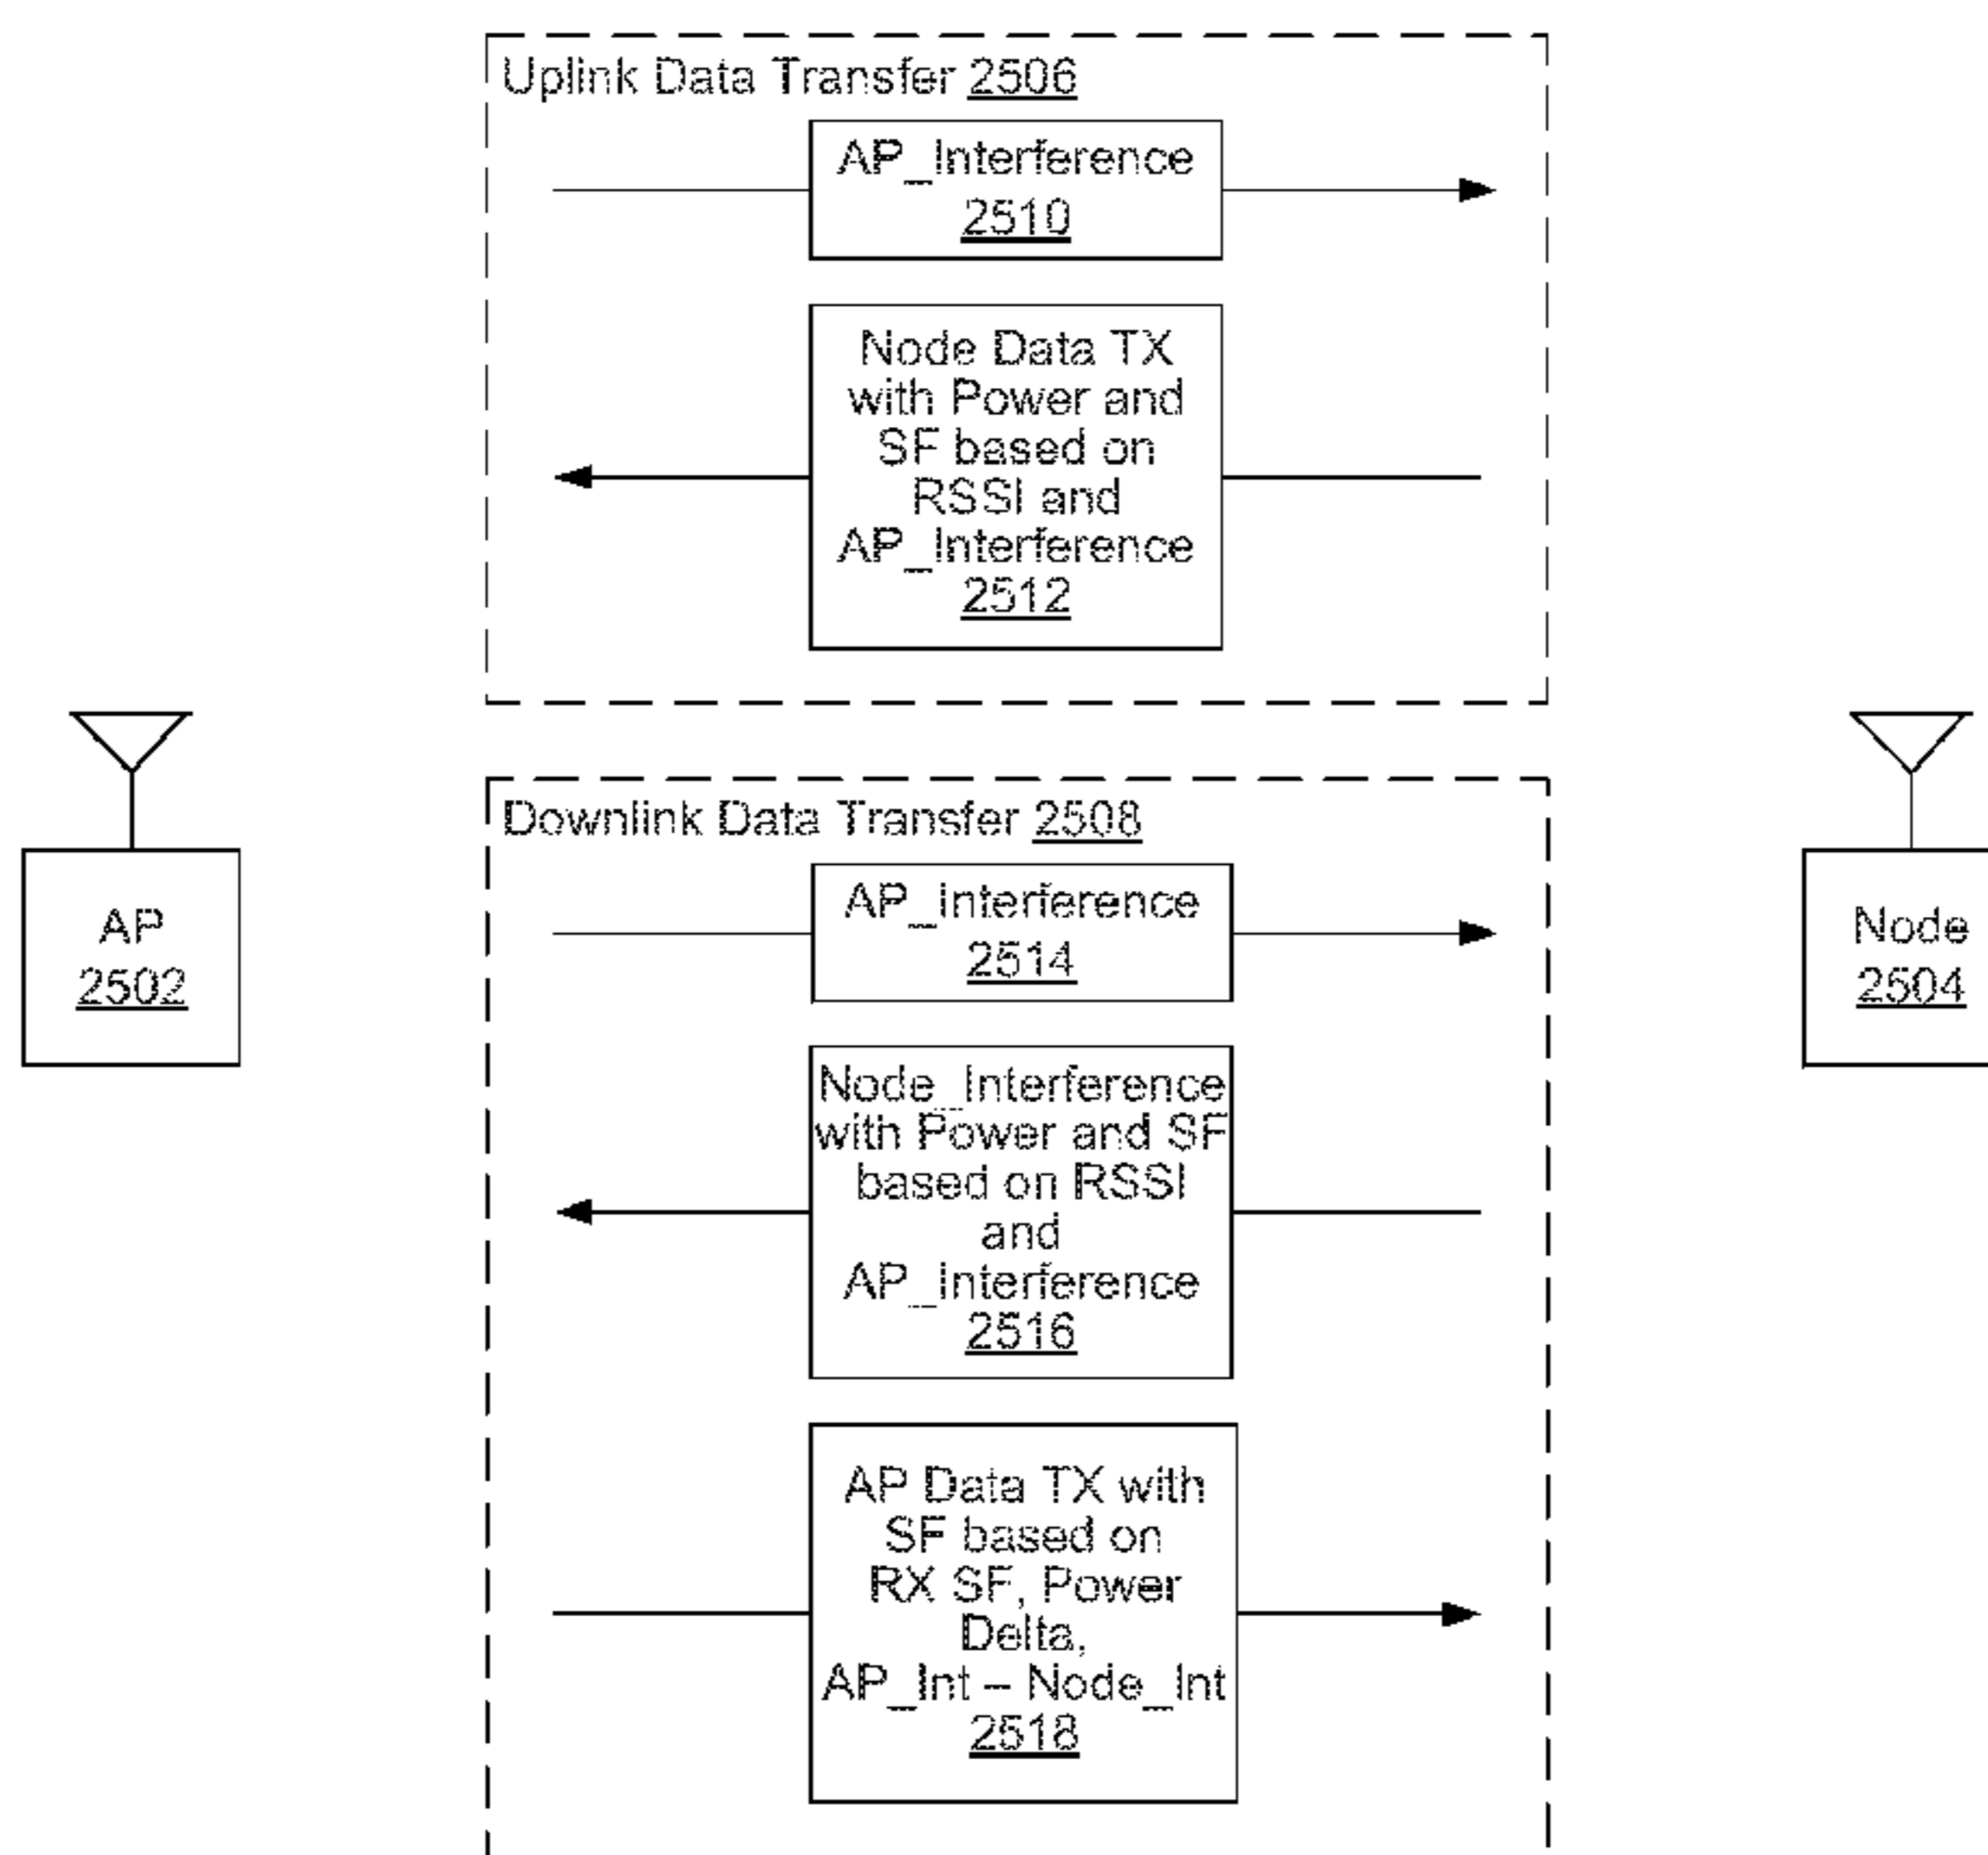 Uplink Data Transfer 2506
AP_Interference
2510
Node Data TX
with Power and
SF based on
RSSI and
AP_Interference
2512
AP
2502
Node
2504
Downlink Data Transfer 2508
AP_Interference
2514
Node_Interference
with Power and SF
based on RSSI
and
AP_Interference
2516
AP Data TX with
SF based on
RX SF, Power
Delta,
AP_Int – Node_Int
2518